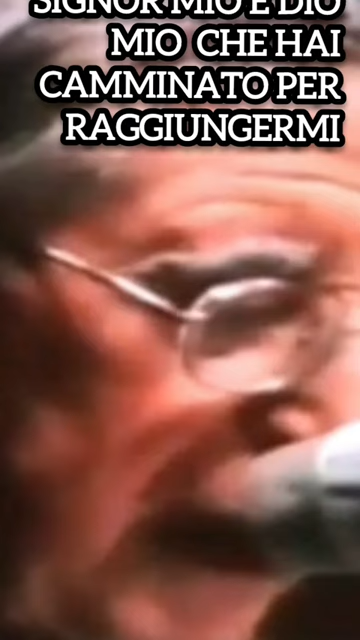 SIGNOR MIO E DIO
MIO CHE HAI
CAMMINATO PER
RAGGIUNGERMI